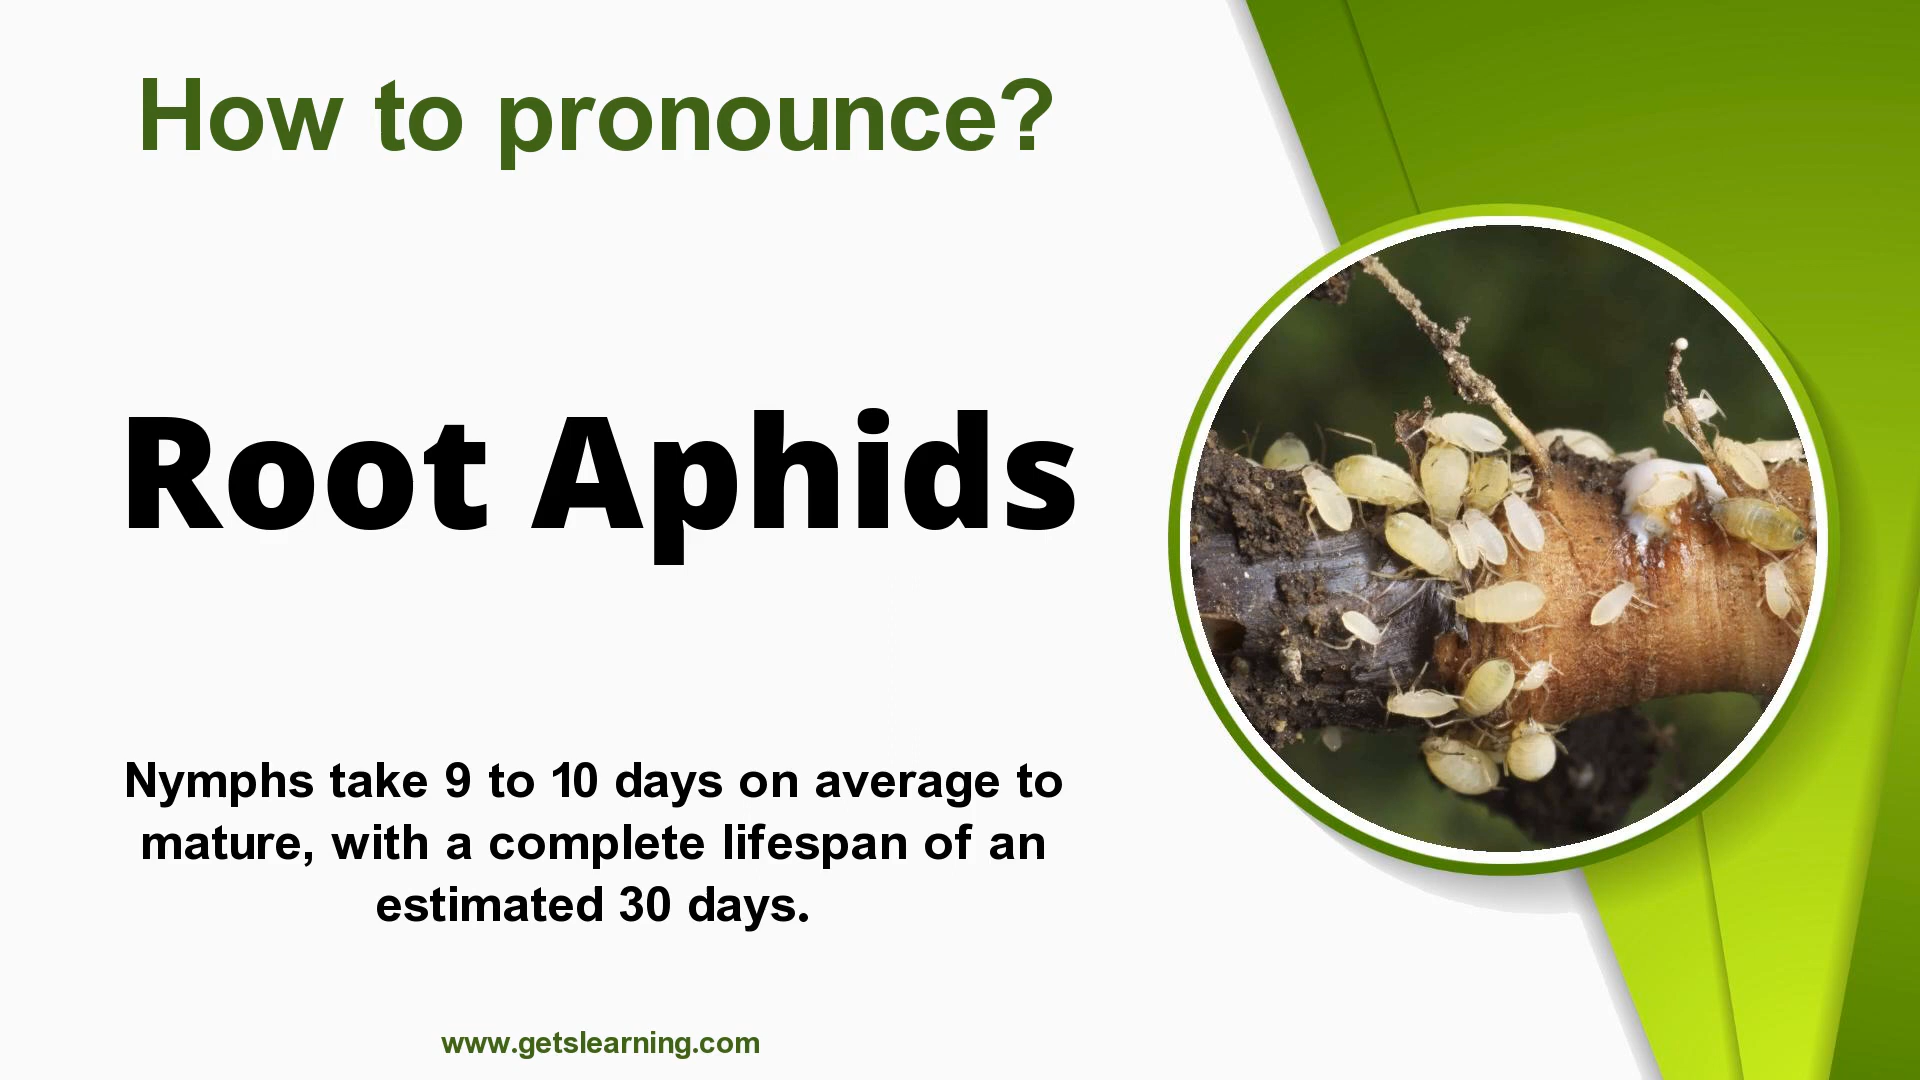 How to pronounce?
Root Aphids
Nymphs take 9 to 10 days on average to
mature, with a complete lifespan of an
estimated 30 days.
www.getslearning.com